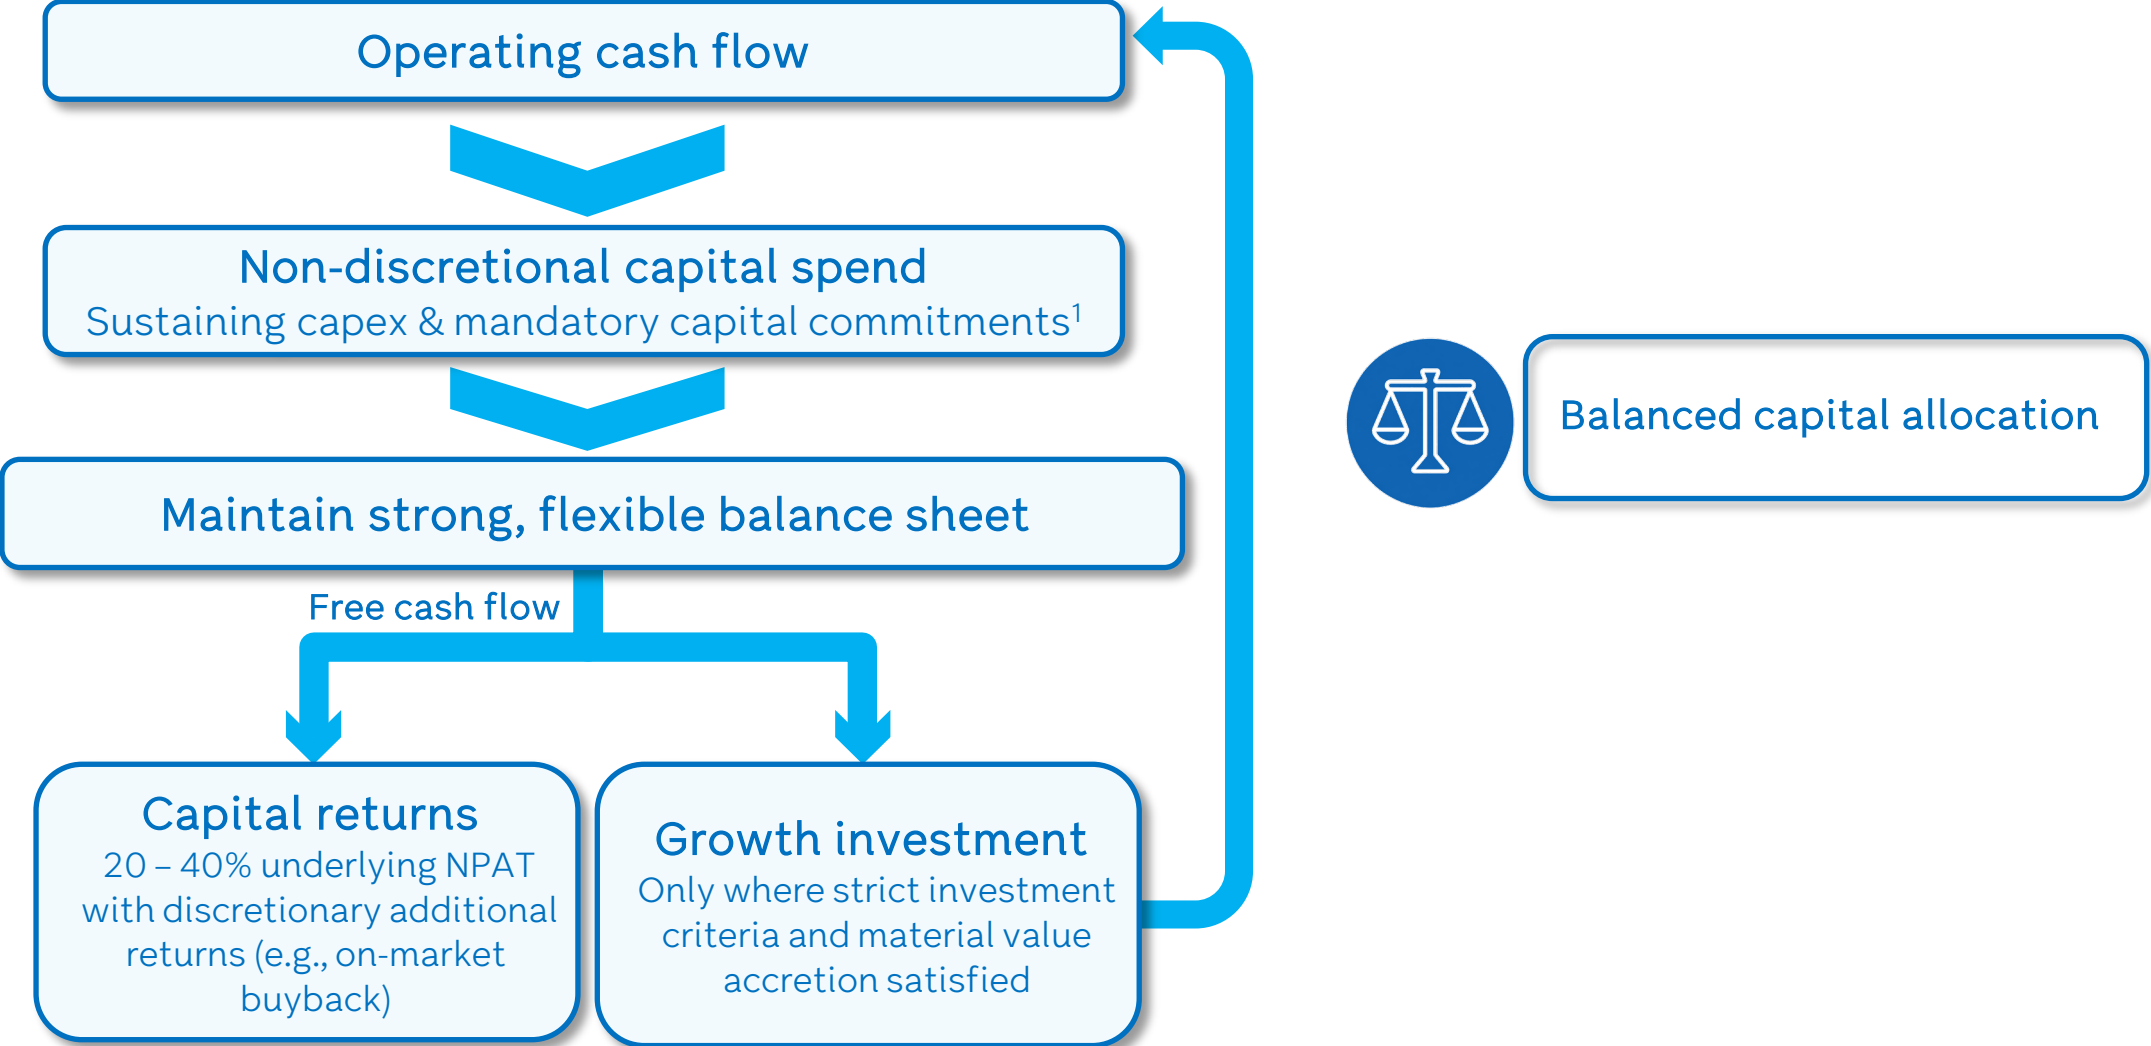 Operating cash flow
Non-discretional capital spend
Sustaining capex & mandatory capital commitments¹
Maintain strong, flexible balance sheet
Free cash flow
Capital returns
20 – 40% underlying NPAT
with discretionary additional
returns (e.g., on-market
buyback)
Growth investment
Only where strict investment
criteria and material value
accretion satisfied
Balanced capital allocation